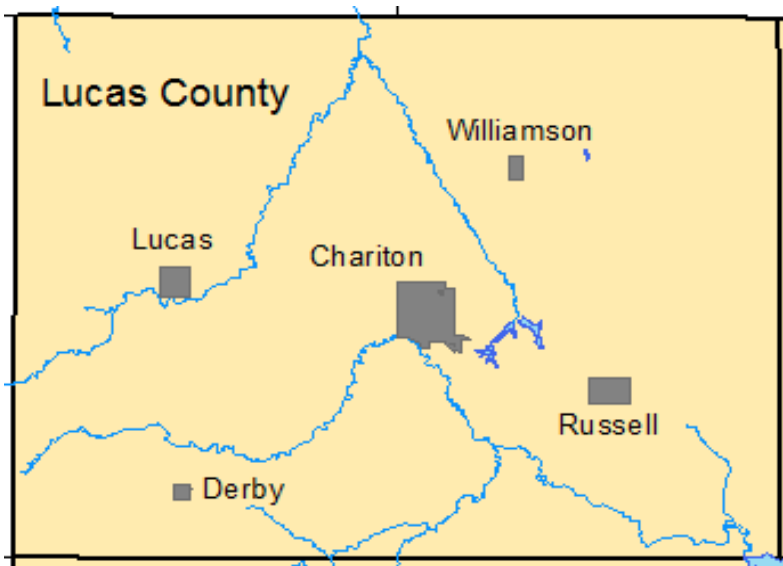 Lucas County
Williamson
Lucas
Chariton
Russell
Derby